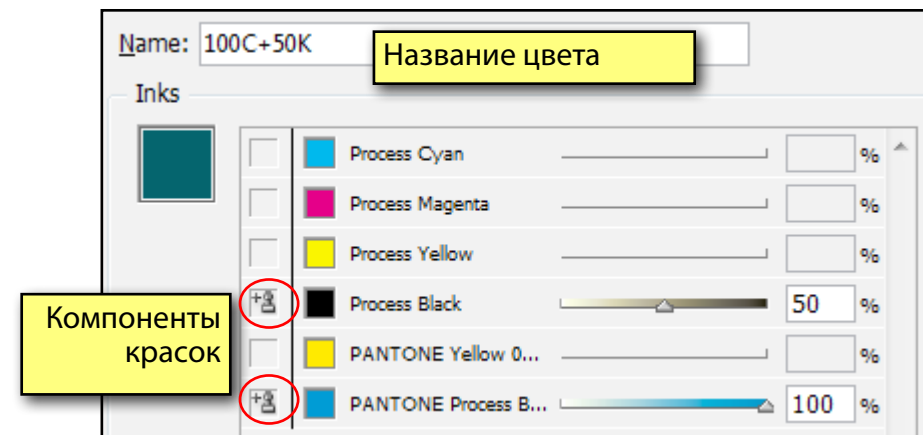 Name: 100C+50K
Название цвета
Inks
Process Cyan %
Process Magenta %
Process Yellow %
Process Black 50 %
Компоненты
красок
PANTONE Yellow 0... %
PANTONE Process B... 100 %